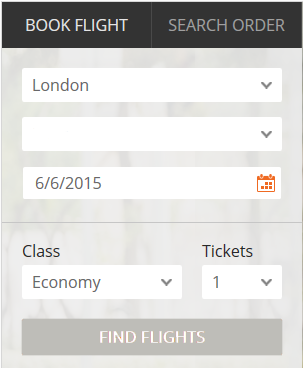 BOOK FLIGHT SEARCH ORDER
London
6/6/2015
Class Tickets
Economy 1
FIND FLIGHTS